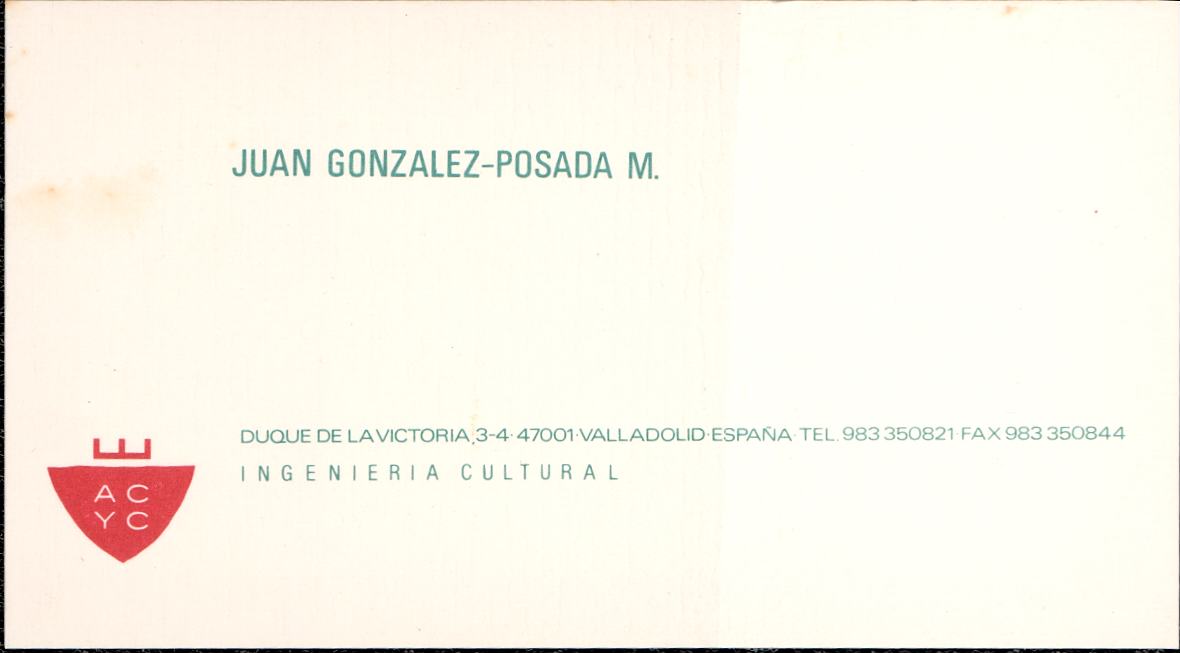 JUAN GONZALEZ-POSADA M.
DUQUE DE LA VICTORIA, 3-4· 47001·VALLADOLID·ESPAÑA· TEL. 983 350821·FAX 983 350844
INGENIERIA CULTURAL
E
A C
Y C